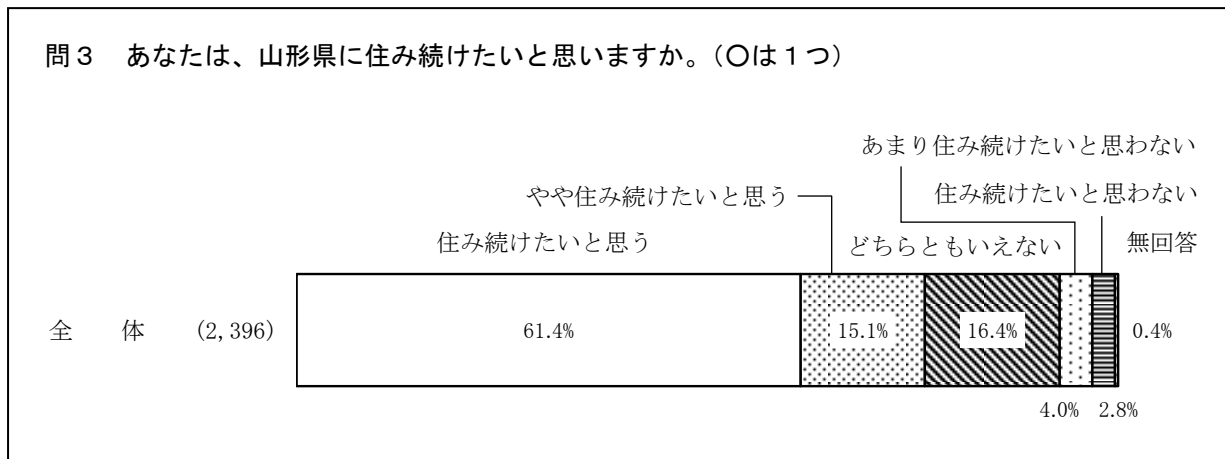 問3 あなたは、山形県に住み続けたいと思いますか。(○は1つ)
あまり住み続けたいと思わない
やや住み続けたいと思う
住み続けたいと思わない
住み続けたいと思う
どちらともいえない
無回答
全 体 (2,396)
61.4%
15.1%
16.4%
0.4%
4.0%
2.8%